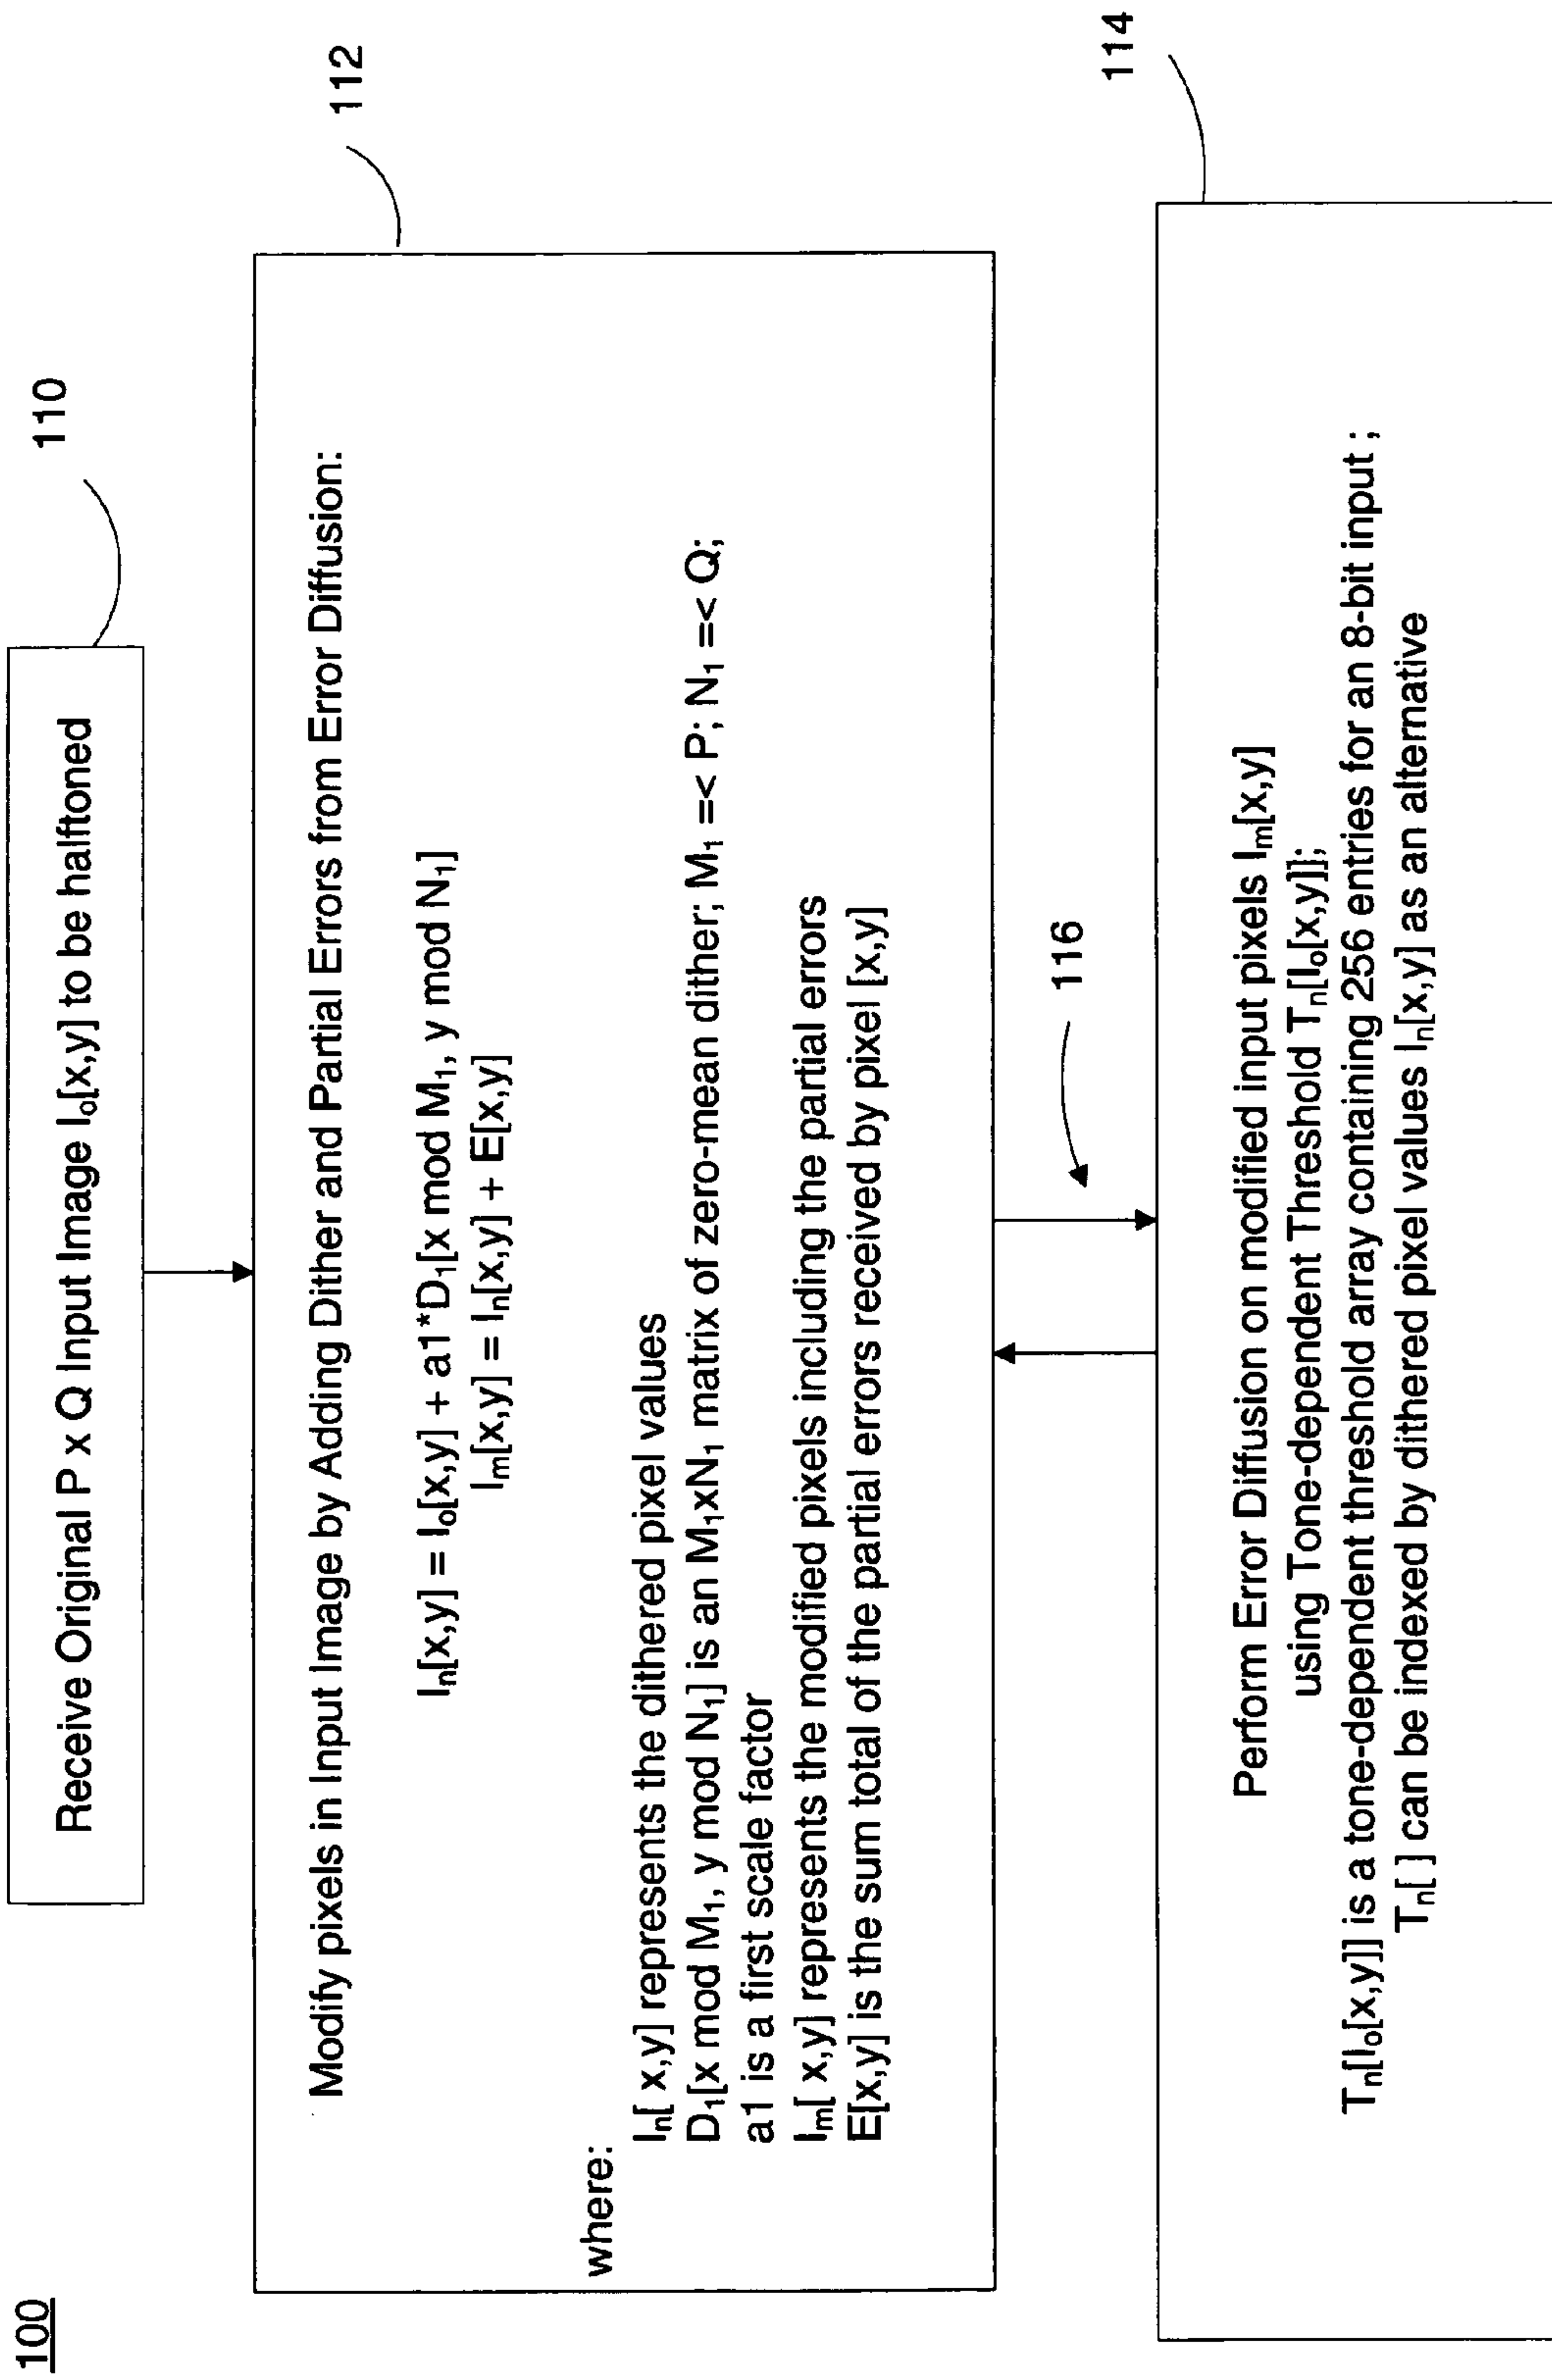 100
110
Receive Original P x Q Input Image Iₒ[x,y] to be halftoned
112
Modify pixels in Input Image by Adding Dither and Partial Errors from Error Diffusion:
Iₙ[x,y] = Iₒ[x,y] + a1*D₁[x mod M₁, y mod N₁]
Iₘ[x,y] = Iₙ[x,y] + E[x,y]
where:
Iₙ[ x,y] represents the dithered pixel values
D₁[x mod M₁, y mod N₁] is an M₁xN₁ matrix of zero-mean dither; M₁ =< P; N₁ =< Q;
a1 is a first scale factor
Iₘ[ x,y] represents the modified pixels including the partial errors
E[x,y] is the sum total of the partial errors received by pixel [x,y]
116
114
Perform Error Diffusion on modified input pixels Iₘ[x,y]
using Tone-dependent Threshold Tₙ[Iₒ[x,y]];
Tₙ[Iₒ[x,y]] is a tone-dependent threshold array containing 256 entries for an 8-bit input ;
Tₙ[ ] can be indexed by dithered pixel values Iₙ[x,y] as an alternative